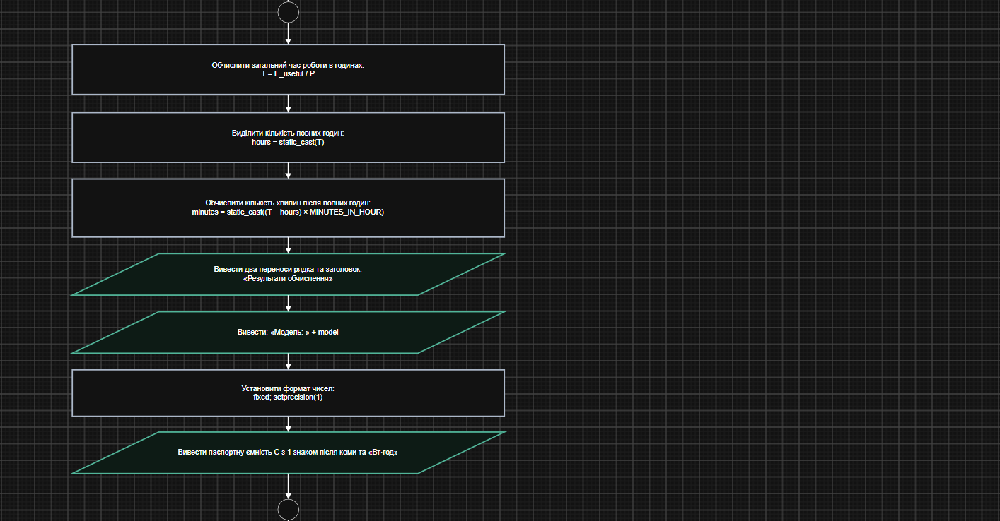 Обчислити загальний час роботи в годинах:
T = E_useful / P
Виділити кількість повних годин:
hours = static_cast(T)
Обчислити кількість хвилин після повних годин:
minutes = static_cast((T − hours) × MINUTES_IN_HOUR)
Вивести два переноси рядка та заголовок:
«Результати обчислення»
Вивести: «Модель: » + model
Установити формат чисел:
fixed; setprecision(1)
Вивести паспортну ємність C з 1 знаком після коми та «Вт·год»